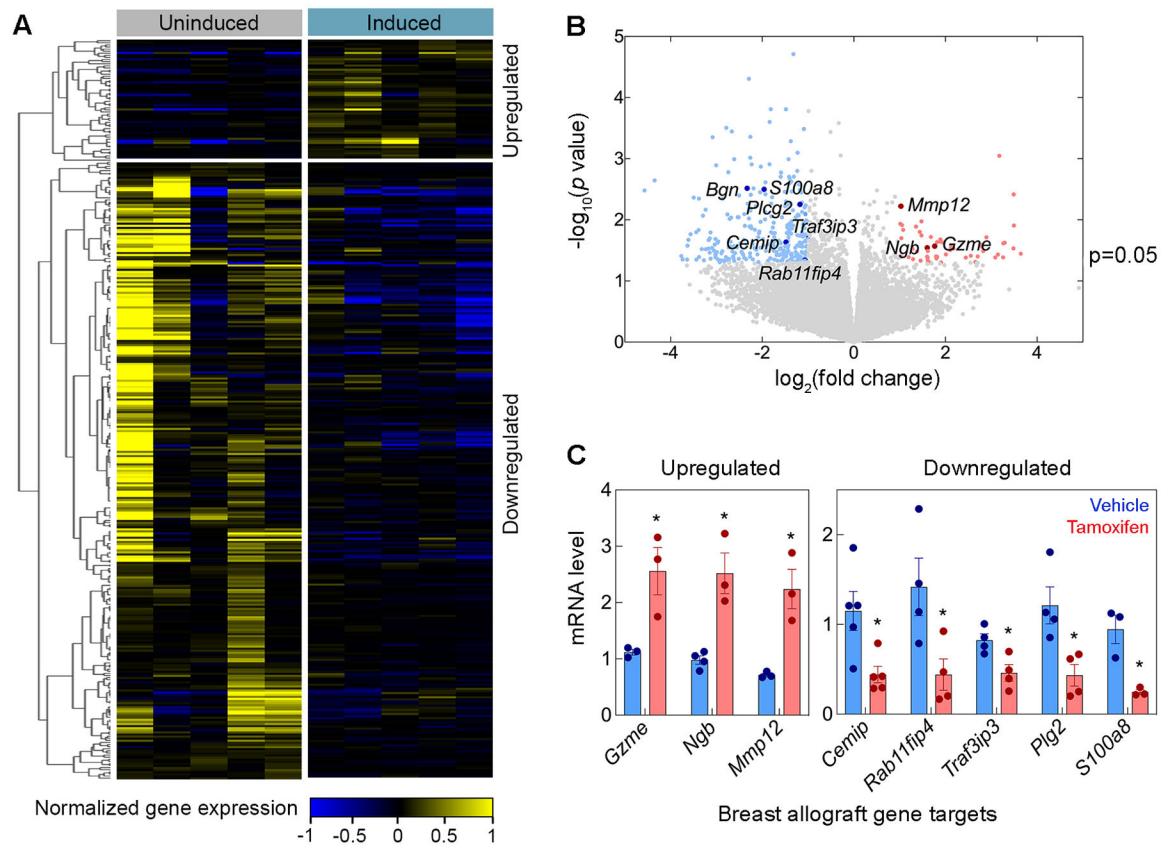 A
Uninduced
Induced
Upregulated
Downregulated
Normalized gene expression
-1
-0.5
0
0.5
1
B
5
4
3
2
1
0
-log10(p value)
Bgn
S100a8
Plcg2
Traf3ip3
Cemip
Rab11fip4
Mmp12
Ngb
Gzme
p=0.05
-4
-2
0
2
4
log2(fold change)
C
Upregulated
Downregulated
mRNA level
4
3
2
1
0
* * *
Gzme
Ngb
Mmp12
2
1
0
Vehicle
Tamoxifen
* * * * *
Cemip
Rab11fip4
Traf3ip3
Plg2
S100a8
Breast allograft gene targets